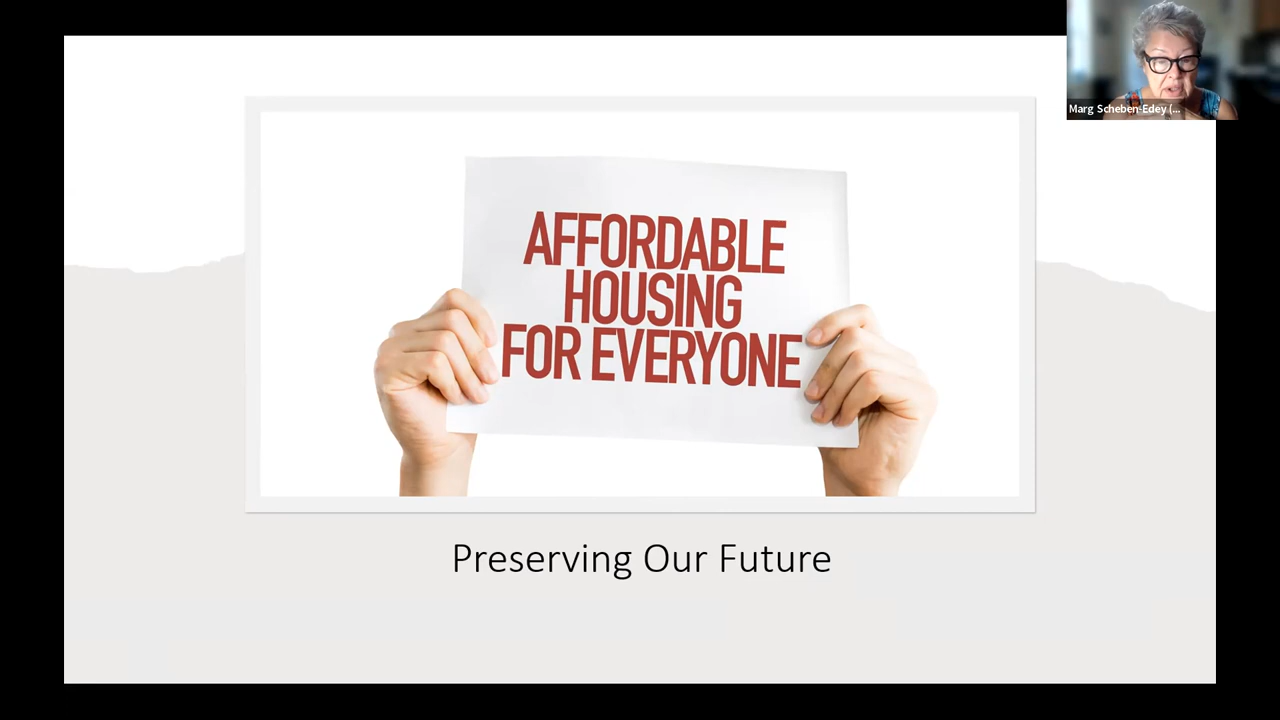 Marg Scheben-Edey (...
AFFORDABLE
HOUSING
FOR EVERYONE
Preserving Our Future